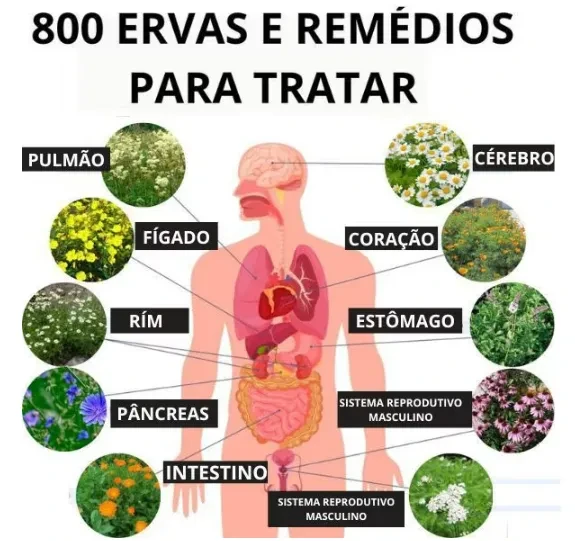 800 ERVAS E REMÉDIOS
PARA TRATAR
PULMÃO
CÉREBRO
FÍGADO
CORAÇÃO
RÍM
ESTÔMAGO
PÂNCREAS
SISTEMA REPRODUTIVO
MASCULINO
INTESTINO
SISTEMA REPRODUTIVO
MASCULINO